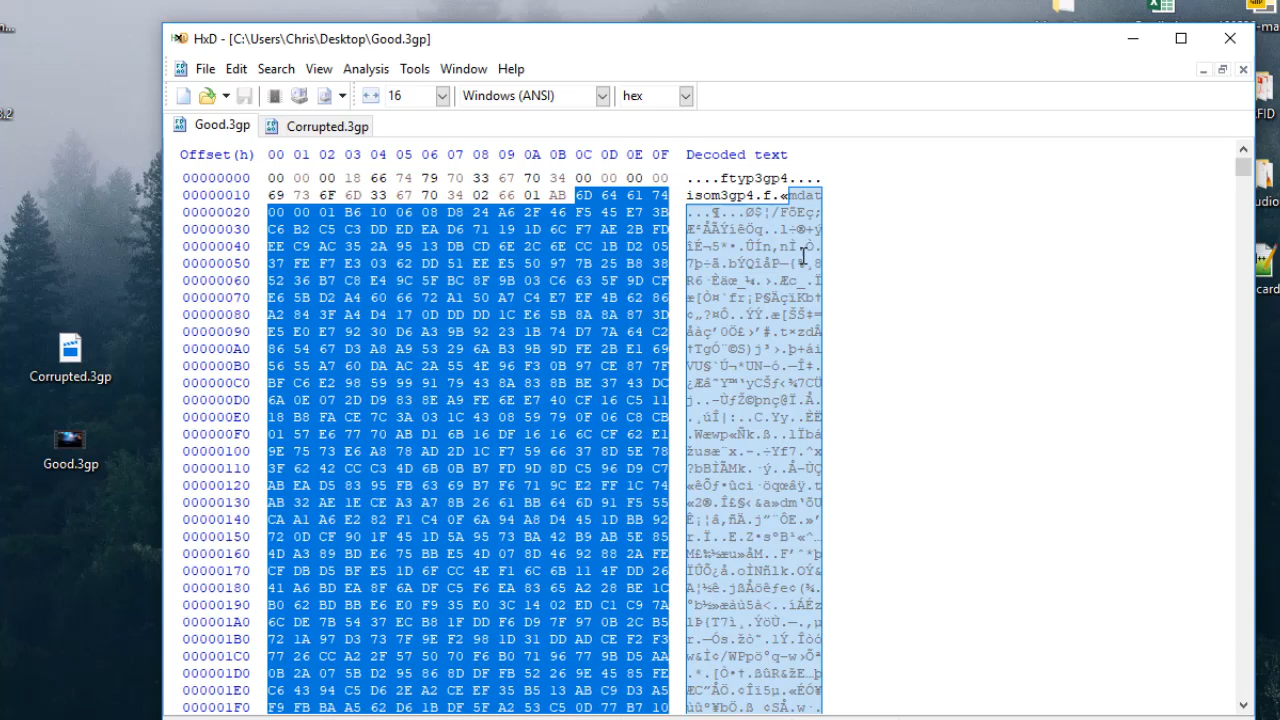 HxD - [C:\Users\Chris\Desktop\Good.3gp]
File Edit Search View Analysis Tools Window Help
16 Windows (ANSI) hex
Good.3gp Corrupted.3gp
Offset(h) 00 01 02 03 04 05 06 07 08 09 0A 0B 0C 0D 0E 0F Decoded text
00000000 00 00 00 18 66 74 79 70 33 67 70 34 00 00 00 00 ....ftyp3gp4....
00000010 69 73 6F 6D 33 67 70 34 02 66 01 AB 6D 64 61 74 isom3gp4.f.«mdat
00000020 00 00 01 B6 10 06 08 D8 24 A6 2F 46 F5 45 E7 3B ...¶...Ø$¦/FõEç;
00000030 C6 B2 C5 C3 DD ED EA D6 71 19 1D 6C F7 AE 2B FD Æ²ÅÃÝíêÖq..l÷®+ý
00000040 EE C9 AC 35 2A 95 13 DB CD 6E 2C 6E CC 1B D2 05 îÉ¬5*•.ÛÍn,nÌ.Ò.
00000050 37 FE F7 E3 03 62 DD 51 EE E5 50 97 7B 25 B8 38
00000060 52 36 B7 C8 E4 9C 5F BC 8F 9B 03 C6 63 5F 9D CF
00000070 E6 5B D2 A4 60 66 72 A1 50 A7 C4 E7 EF 4B 62 86
00000080 A2 84 3F A4 D4 17 0D DD DD 1C E6 5B 8A 8A 87 3D
00000090 E5 E0 E7 92 30 D6 A3 9B 92 23 1B 74 D7 7A 64 C2
000000A0 86 54 67 D3 A8 A9 53 29 6A B3 9B 9D FE 2B E1 69
000000B0 56 55 A7 60 DA AC 2A 55 4E 96 F3 0B 97 CE 87 7F
000000C0 BF C6 E2 98 59 99 91 79 43 8A 83 8B BE 37 43 DC
000000D0 6A 0E 07 2D D9 83 8E A9 FE 6E E7 40 CF 16 C5 11
000000E0 18 B8 FA CE 7C 3A 03 1C 43 08 59 79 0F 06 C8 CB
000000F0 01 57 E6 77 70 AB D1 6B 16 DF 16 16 6C CF 62 E1
00000100 9E 75 73 E6 A8 78 AD 2D 1C F7 59 66 37 8D 5E 78
00000110 3F 62 42 CC C3 4D 6B 0B B7 FD 9D 8D C5 96 D9 C7
00000120 AB EA D5 83 95 FB 63 69 B7 F6 71 9C E2 FF 1C 74
00000130 AB 32 AE 1E CE A3 A7 8B 26 61 BB 64 6D 91 F5 55
00000140 CA A1 A6 E2 82 F1 C4 0F 6A 94 A8 D4 45 1D BB 92
00000150 72 0D CF 90 1F 45 1D 5A 95 73 BA 42 B9 AB 5E 85
00000160 4D A3 89 BD E6 75 BB E5 4D 07 8D 46 92 88 2A FE
00000170 CF DB D5 BF E5 1D 6F CC 4E F1 6C 6B 11 4F DD 26
00000180 41 A6 BD EA 8F 6A DF C5 F6 EA 83 65 A2 28 BE 1C
00000190 B0 62 BD BB E6 E0 F9 35 E0 3C 14 02 ED C1 C9 7A
000001A0 6C DE 7B 54 37 EC B8 1F DD F6 D9 7F 97 0B 2C B5
000001B0 72 1A 97 D3 73 7F 9E F2 98 1D 31 DD AD CE F2 F3
000001C0 77 26 CC A2 2F 57 50 70 F6 B0 71 96 77 9B D5 AA
000001D0 0B 2A 07 5B D2 95 86 8D DF FB 52 26 9E 45 85 FE
000001E0 C6 43 94 C5 D6 2E A2 CE EF 35 B5 13 AB C9 D3 A5
000001F0 F9 FB BA A5 62 D6 1B DF 5F A2 53 C5 0D 77 B7 10
Corrupted.3gp
Good.3gp